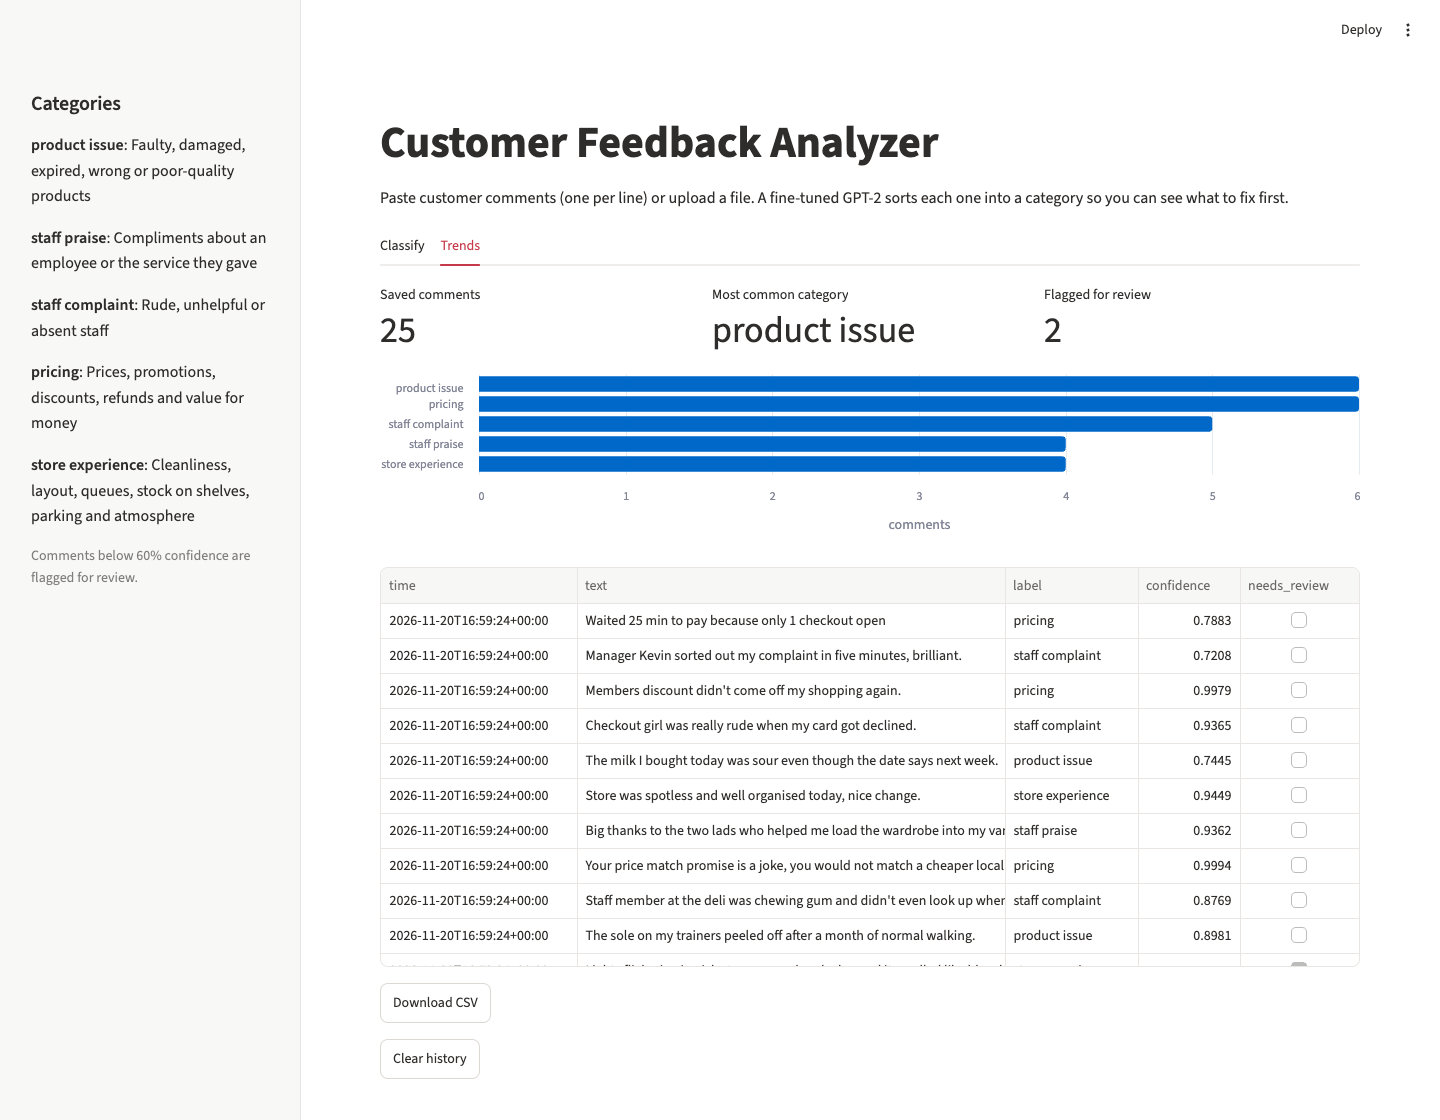 Deploy
Categories
product issue: Faulty, damaged,
expired, wrong or poor-quality
products
staff praise: Compliments about an
employee or the service they gave
staff complaint: Rude, unhelpful or
absent staff
pricing: Prices, promotions,
discounts, refunds and value for
money
store experience: Cleanliness,
layout, queues, stock on shelves,
parking and atmosphere
Comments below 60% confidence are
flagged for review.
Customer Feedback Analyzer
Paste customer comments (one per line) or upload a file. A fine-tuned GPT-2 sorts each one into a category so you can see what to fix first.
Classify Trends
Saved comments Most common category Flagged for review
25 product issue 2
product issue
pricing
staff complaint
staff praise
store experience
0 1 2 3 4 5 6
comments
time text label confidence needs_review
2026-11-20T16:59:24+00:00 Waited 25 min to pay because only 1 checkout open pricing 0.7883
2026-11-20T16:59:24+00:00 Manager Kevin sorted out my complaint in five minutes, brilliant. staff complaint 0.7208
2026-11-20T16:59:24+00:00 Members discount didn't come off my shopping again. pricing 0.9979
2026-11-20T16:59:24+00:00 Checkout girl was really rude when my card got declined. staff complaint 0.9365
2026-11-20T16:59:24+00:00 The milk I bought today was sour even though the date says next week. product issue 0.7445
2026-11-20T16:59:24+00:00 Store was spotless and well organised today, nice change. store experience 0.9449
2026-11-20T16:59:24+00:00 Big thanks to the two lads who helped me load the wardrobe into my van staff praise 0.9362
2026-11-20T16:59:24+00:00 Your price match promise is a joke, you would not match a cheaper local pricing 0.9994
2026-11-20T16:59:24+00:00 Staff member at the deli was chewing gum and didn't even look up when staff complaint 0.8769
2026-11-20T16:59:24+00:00 The sole on my trainers peeled off after a month of normal walking. product issue 0.8981
Download CSV
Clear history